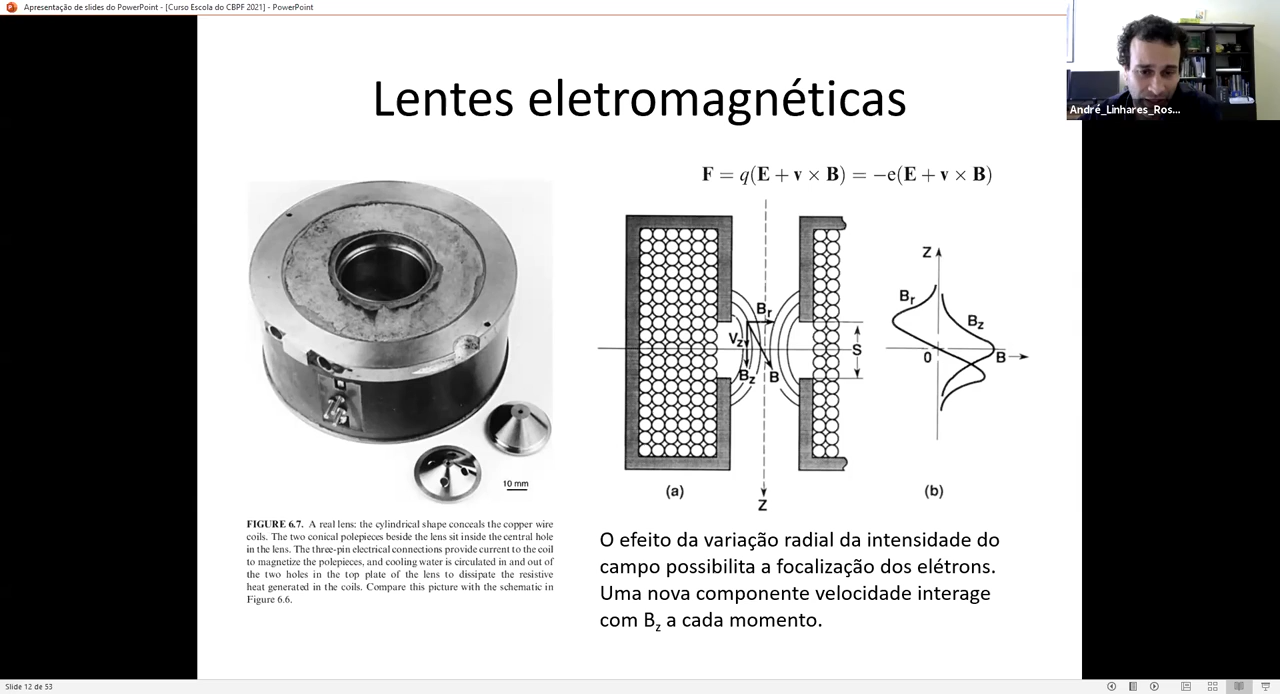 Apresentação de slides do PowerPoint - [Curso Escola do CBPF 2021] - PowerPoint
André_Linhares_Ros...
Lentes eletromagnéticas
F = q(E + v × B) = −e(E + v × B)
10 mm
FIGURE 6.7. A real lens: the cylindrical shape conceals the copper wire
coils. The two conical polepieces beside the lens sit inside the central hole
in the lens. The three-pin electrical connections provide current to the coil
to magnetize the polepieces, and cooling water is circulated in and out of
the two holes in the top plate of the lens to dissipate the resistive
heat generated in the coils. Compare this picture with the schematic in
Figure 6.6.
Br
Vz
Bz
B
S
Z
(a)
Z
Br
Bz
0
B
(b)
O efeito da variação radial da intensidade do
campo possibilita a focalização dos elétrons.
Uma nova componente velocidade interage
com Bz a cada momento.
Slide 12 de 53